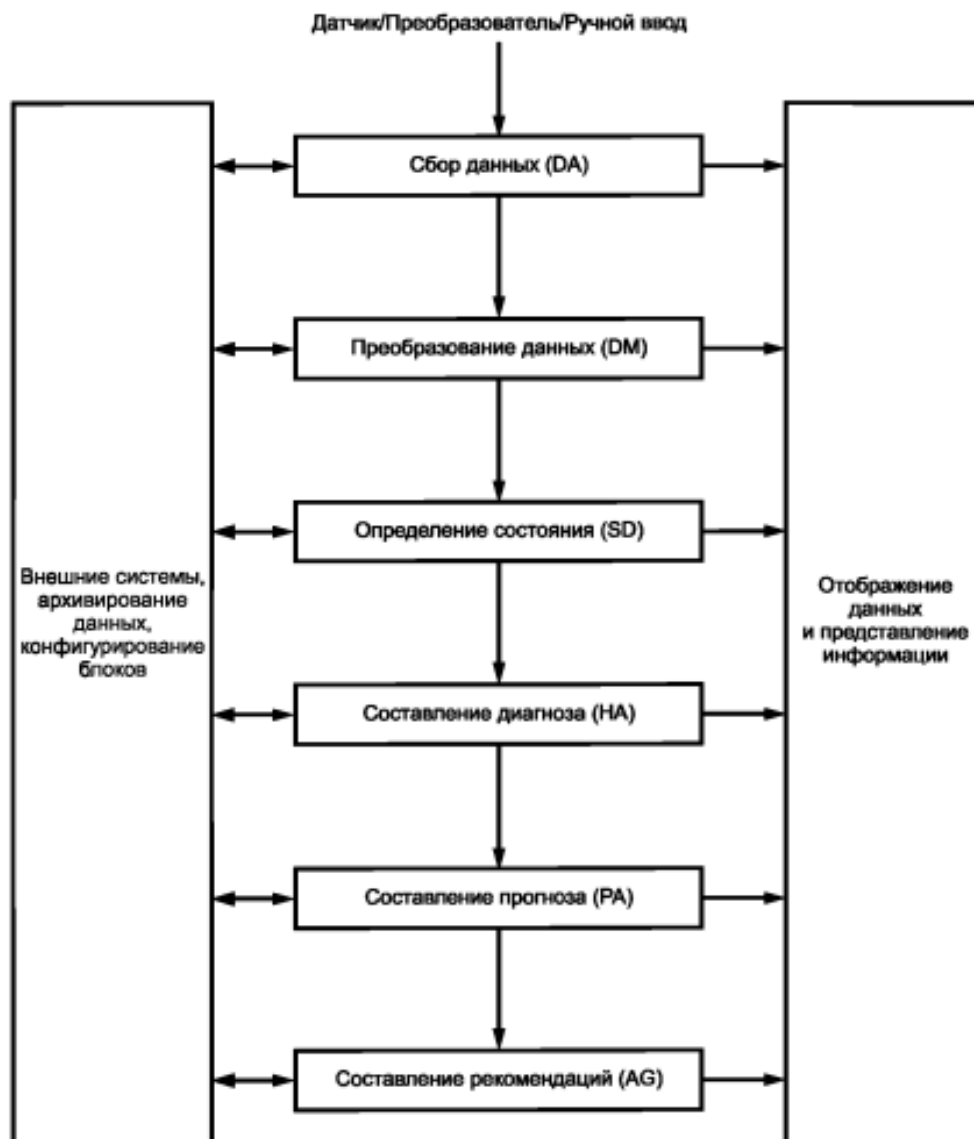 Датчик/Преобразователь/Ручной ввод
Сбор данных (DA)
Преобразование данных (DM)
Определение состояния (SD)
Внешние системы,
архивирование
данных,
конфигурирование
блоков
Отображение
данных
и представление
информации
Составление диагноза (HA)
Составление прогноза (PA)
Составление рекомендаций (AG)